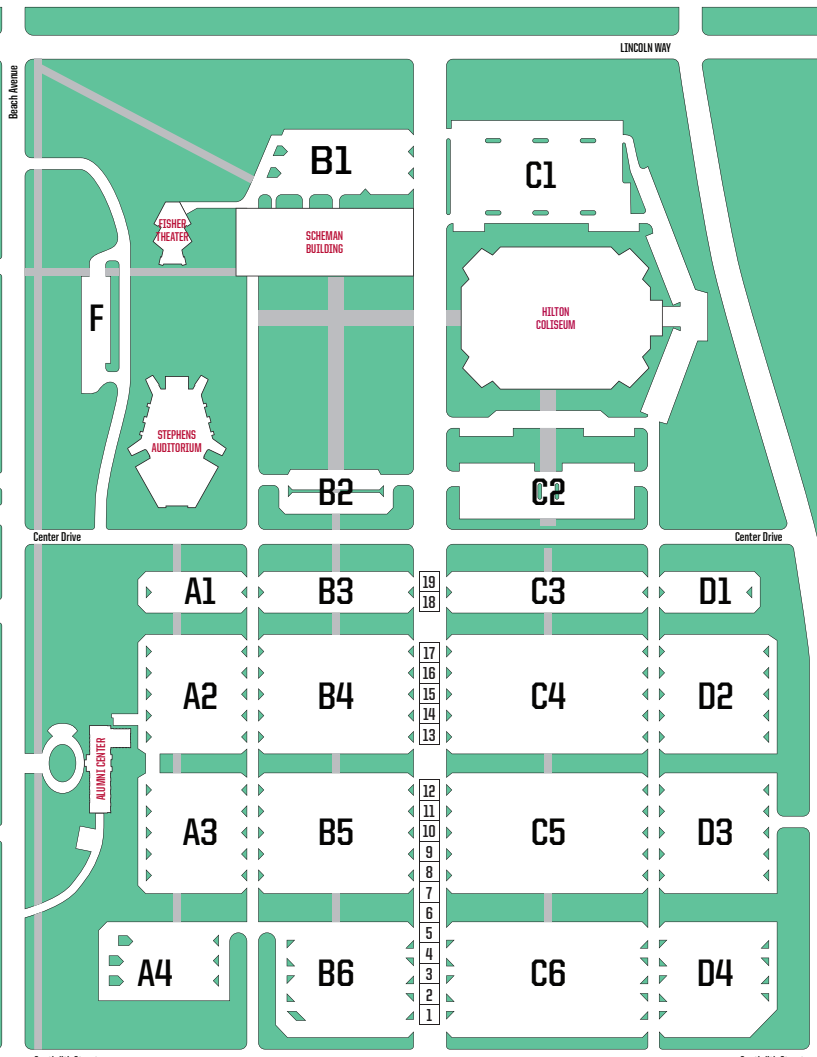 LINCOLN WAY
Beach Avenue
B1
C1
FISHER
THEATER
SCHEMAN
BUILDING
F
HILTON
COLISEUM
STEPHENS
AUDITORIUM
B2
C2
Center Drive
Center Drive
A1
B3
19
18
C3
D1
A2
B4
17
16
15
14
13
C4
D2
ALUMNI CENTER
A3
B5
12
11
10
9
8
7
C5
D3
A4
B6
6
5
4
3
2
1
C6
D4